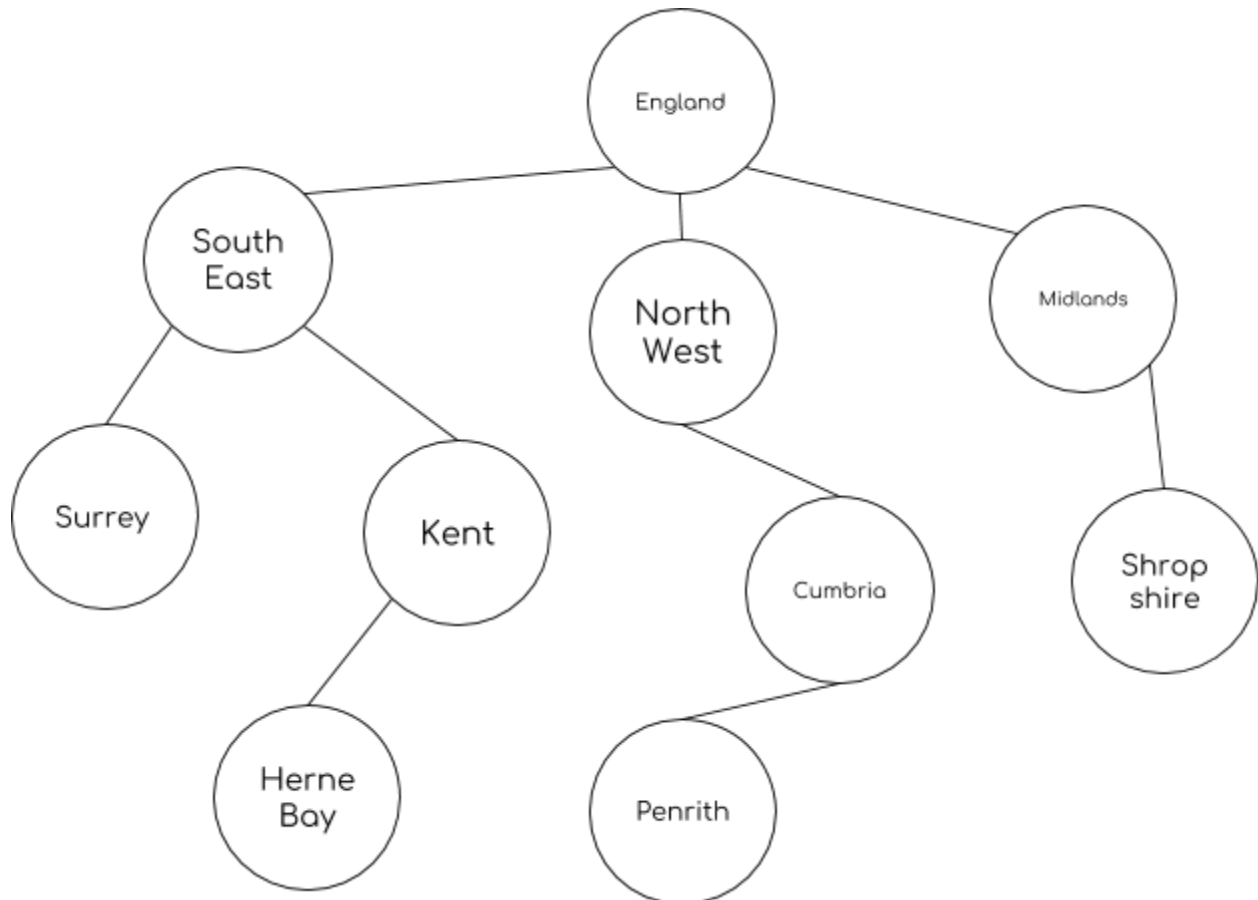 England
South
East
North
West
Midlands
Surrey
Kent
Cumbria
Shrop
shire
Herne
Bay
Penrith